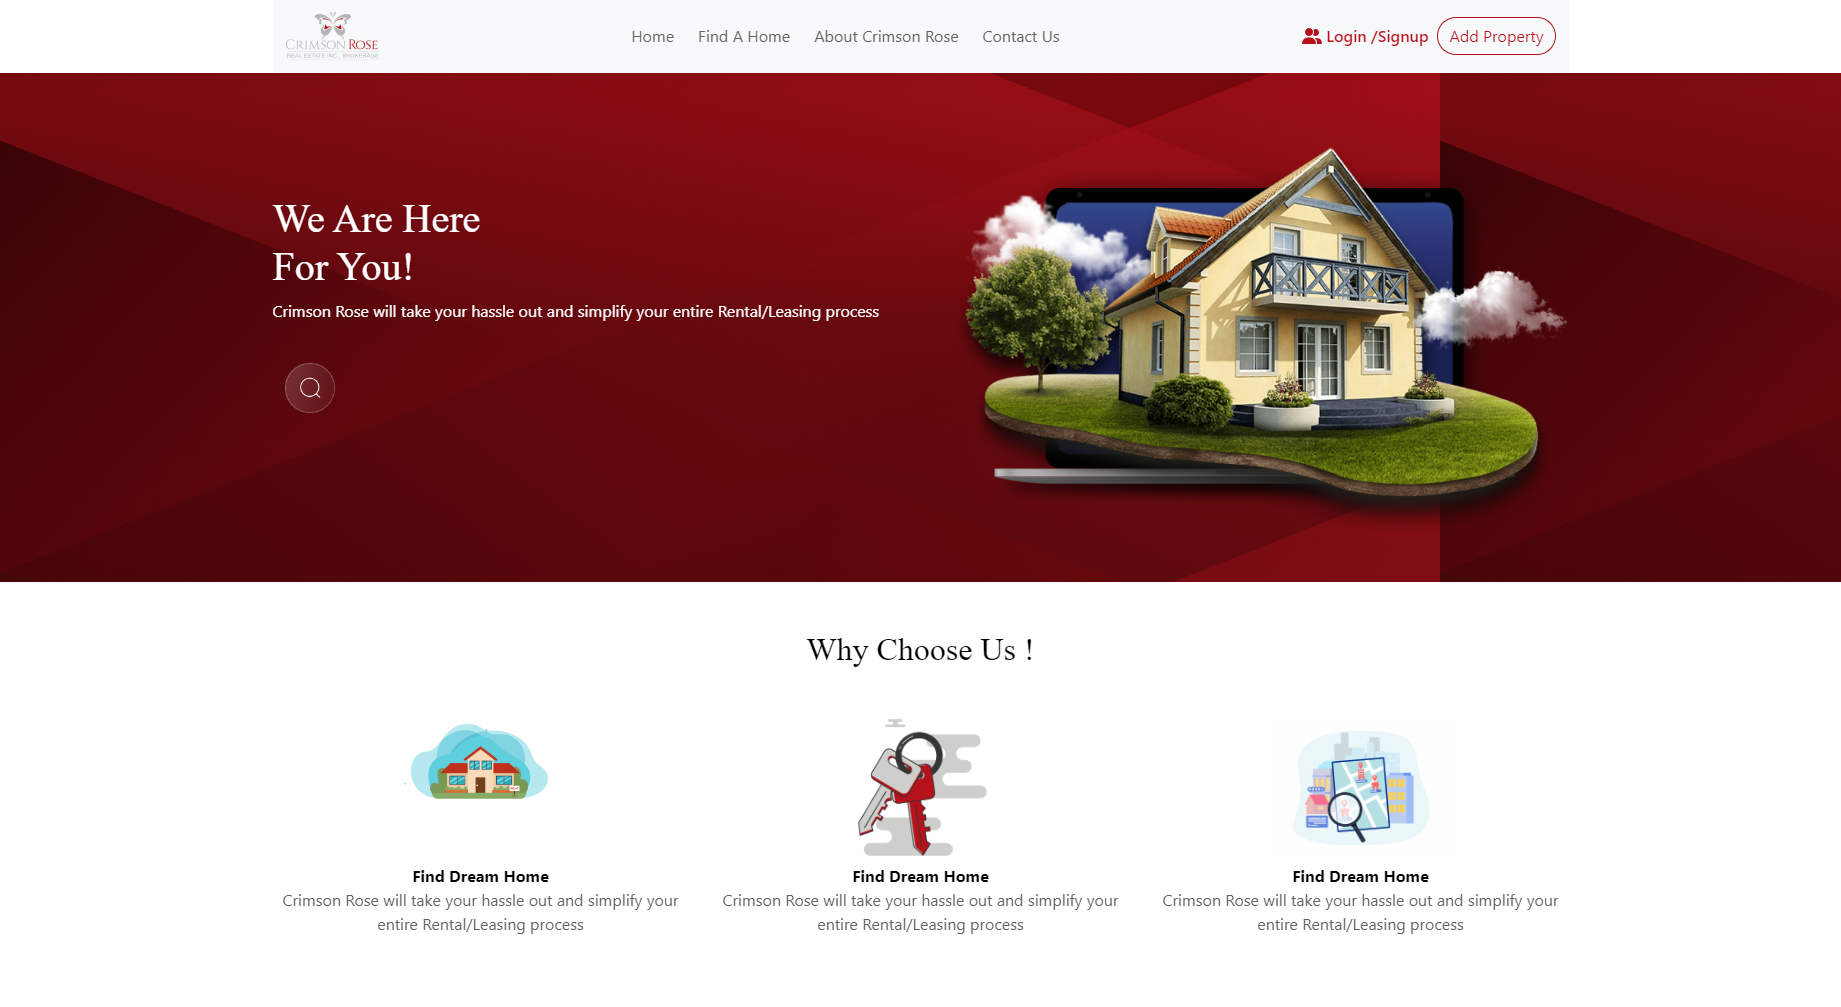 CRIMSON ROSE
REAL ESTATE INC., BROKERAGE
Home
Find A Home
About Crimson Rose
Contact Us
Login /Signup
Add Property
We Are Here
For You!
Crimson Rose will take your hassle out and simplify your entire Rental/Leasing process
Why Choose Us !
Find Dream Home
Crimson Rose will take your hassle out and simplify your
entire Rental/Leasing process
Find Dream Home
Crimson Rose will take your hassle out and simplify your
entire Rental/Leasing process
Find Dream Home
Crimson Rose will take your hassle out and simplify your
entire Rental/Leasing process